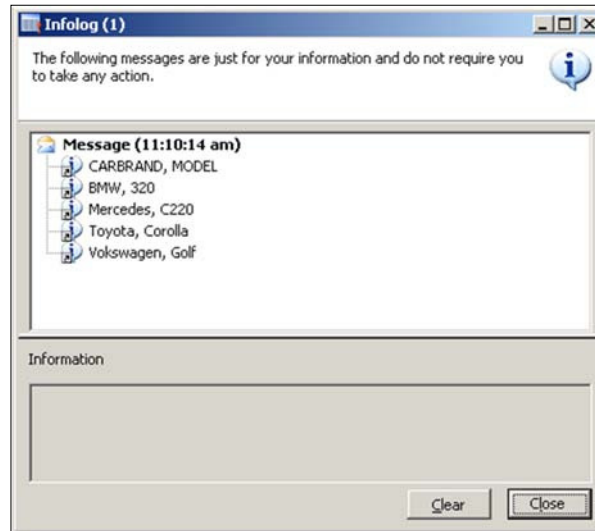 Infolog (1)
The following messages are just for your information and do not require you
to take any action.
Message (11:10:14 am)
CARBRAND, MODEL
BMW, 320
Mercedes, C220
Toyota, Corolla
Vokswagen, Golf
Information
Clear
Close